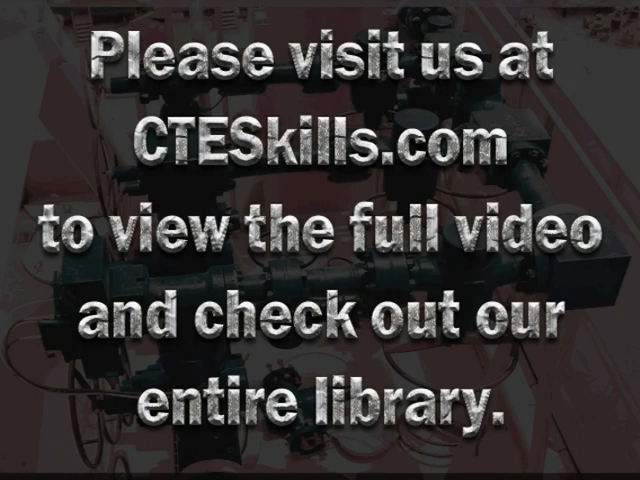 Please visit us at
CTESkills.com
to view the full video
and check out our
entire library.